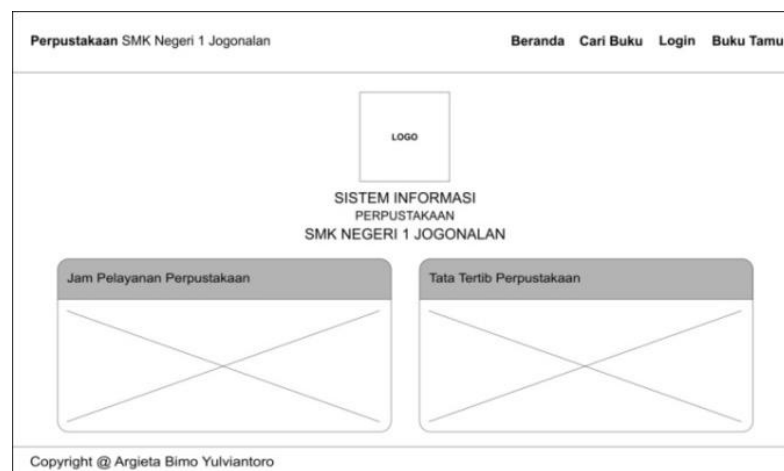 Perpustakaan SMK Negeri 1 Jogonalan
Beranda Cari Buku Login Buku Tamu
LOGO
SISTEM INFORMASI
PERPUSTAKAAN
SMK NEGERI 1 JOGONALAN
Jam Pelayanan Perpustakaan
Tata Tertib Perpustakaan
Copyright @ Argieta Bimo Yulviantoro